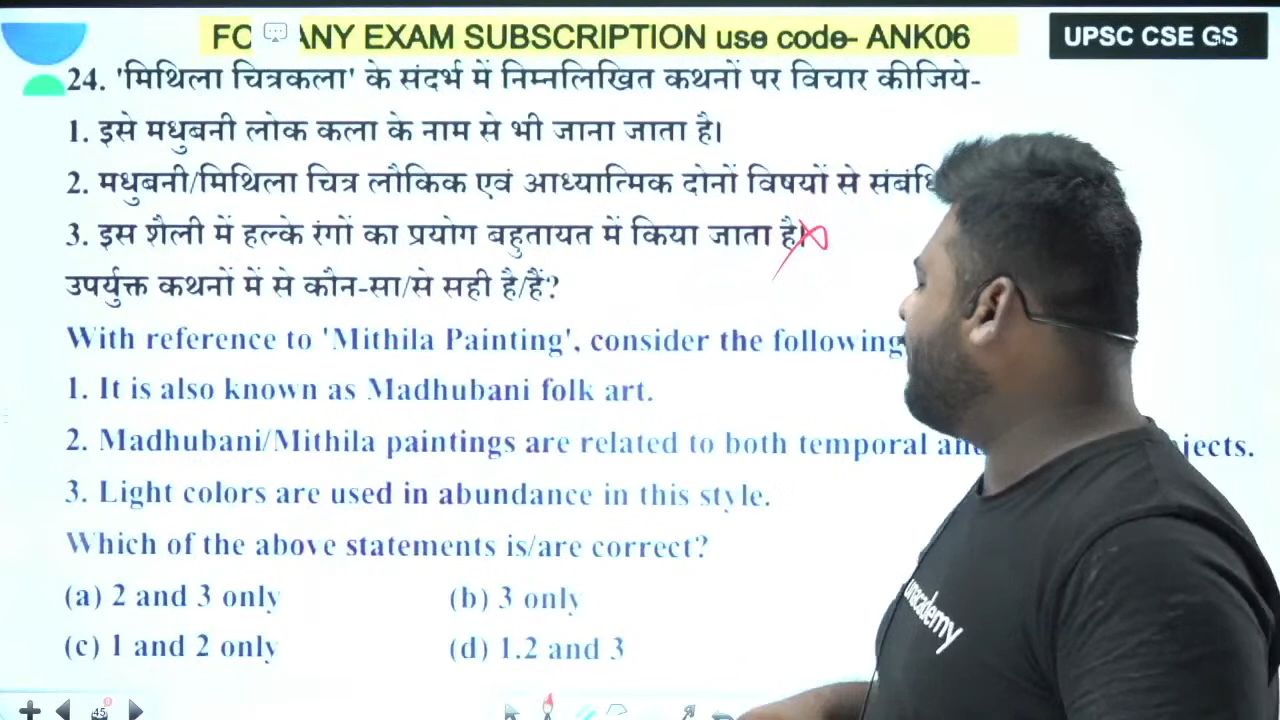 FO ANY EXAM SUBSCRIPTION use code- ANK06
UPSC CSE GS
24. 'मिथिला चित्रकला' के संदर्भ में निम्नलिखित कथनों पर विचार कीजिये-
1. इसे मधुबनी लोक कला के नाम से भी जाना जाता है।
2. मधुबनी/मिथिला चित्र लौकिक एवं आध्यात्मिक दोनों विषयों से
3. इस शैली में हल्के रंगों का प्रयोग बहुतायत में किया जाता है।
उपर्युक्त कथनों में से कौन-सा/से सही है/हैं?
With reference to 'Mithila Painting', consider the following
1. It is also known as Madhubani folk art.
2. Madhubani/Mithila paintings are related to both temporal and
3. Light colors are used in abundance in this style.
Which of the above statements is/are correct?
(a) 2 and 3 only (b) 3 only
(c) 1 and 2 only (d) 1.2 and 3
unacademy
45